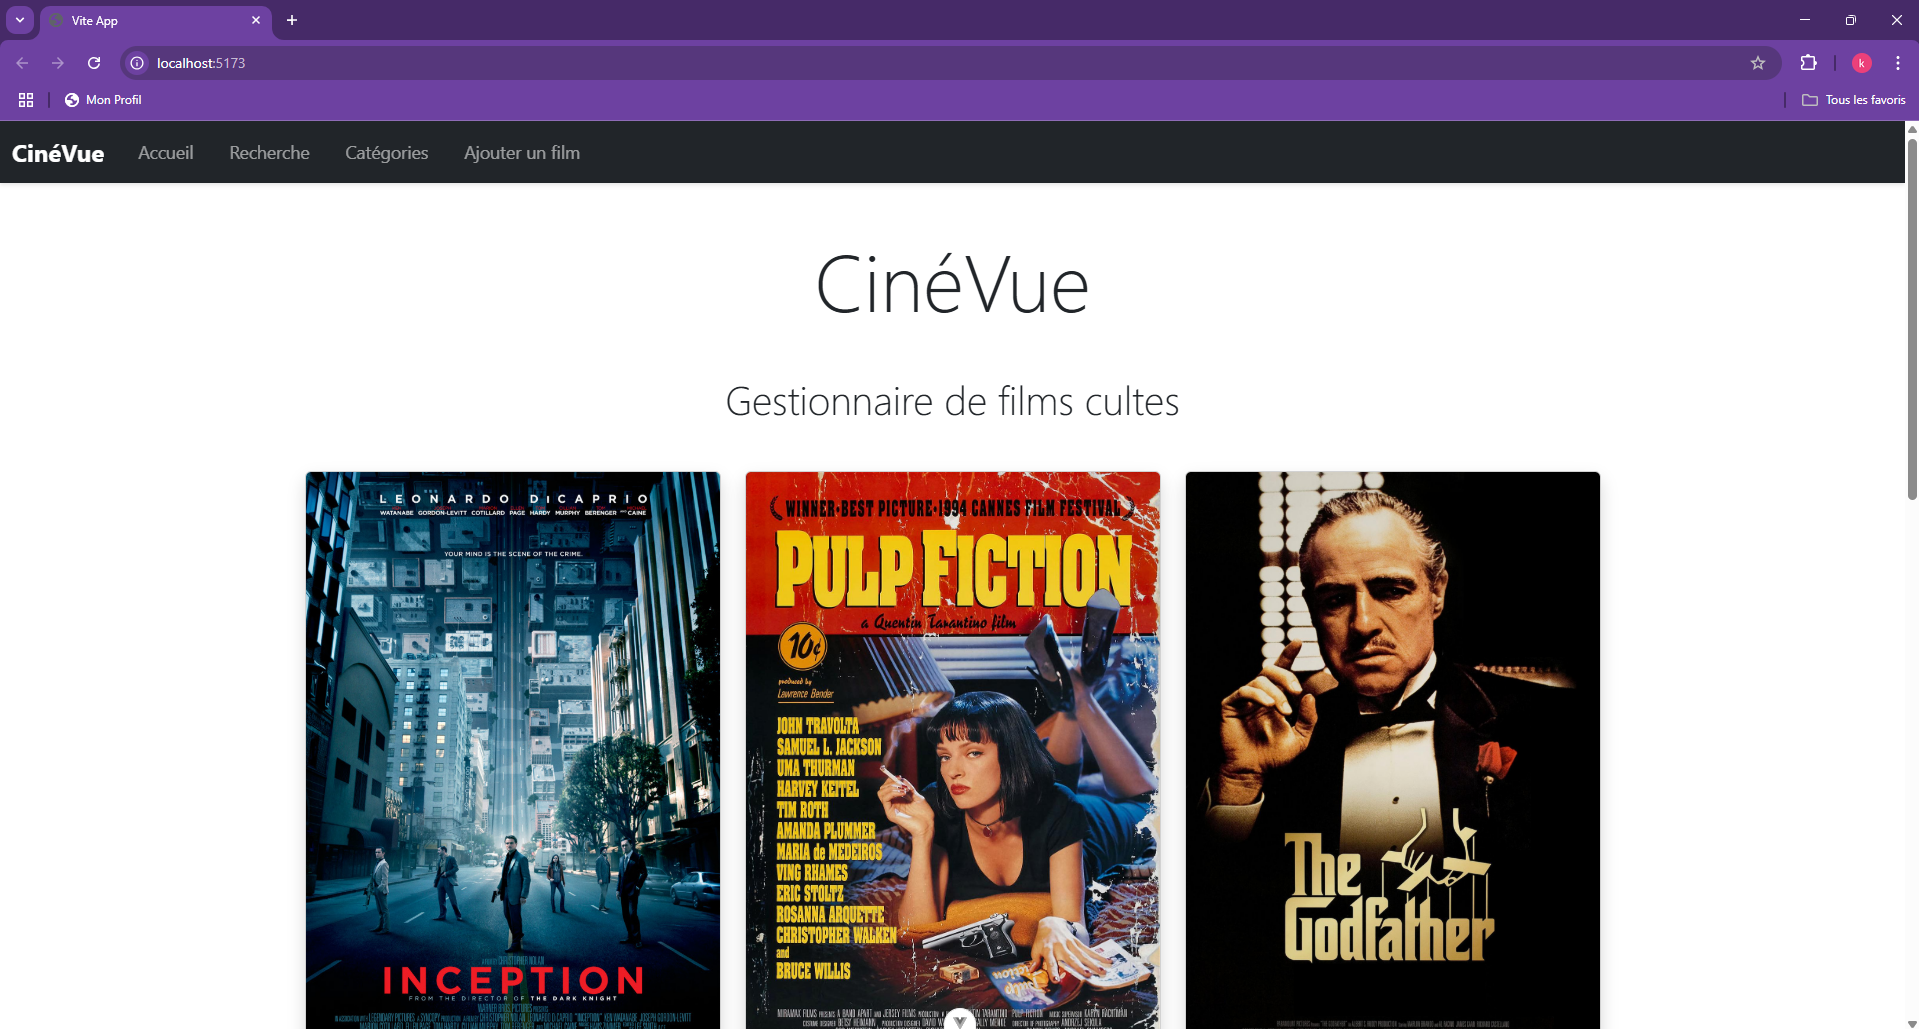 Vite App
localhost:5173
k
Mon Profil
Tous les favoris
CinéVue
Accueil
Recherche
Catégories
Ajouter un film
CinéVue
Gestionnaire de films cultes
LEONARDO DiCAPRIO
WATANABE GORDON-LEVITT COTILLARD PAGE HARDY MURPHY BERENGER CAINE
YOUR MIND IS THE SCENE OF THE CRIME.
CHRISTOPHER NOLAN
INCEPTION
FROM THE DIRECTOR OF THE DARK KNIGHT
WINNER-BEST PICTURE-1994 CANNES FILM FESTIVAL
PULP FICTION
a Quentin Tarantino film
10¢
produced by
Lawrence Bender
JOHN TRAVOLTA
SAMUEL L. JACKSON
UMA THURMAN
HARVEY KEITEL
TIM ROTH
AMANDA PLUMMER
MARIA de MEDEIROS
VING RHAMES
ERIC STOLTZ
ROSANNA ARQUETTE
CHRISTOPHER WALKEN
and
BRUCE WILLIS
The
Godfather